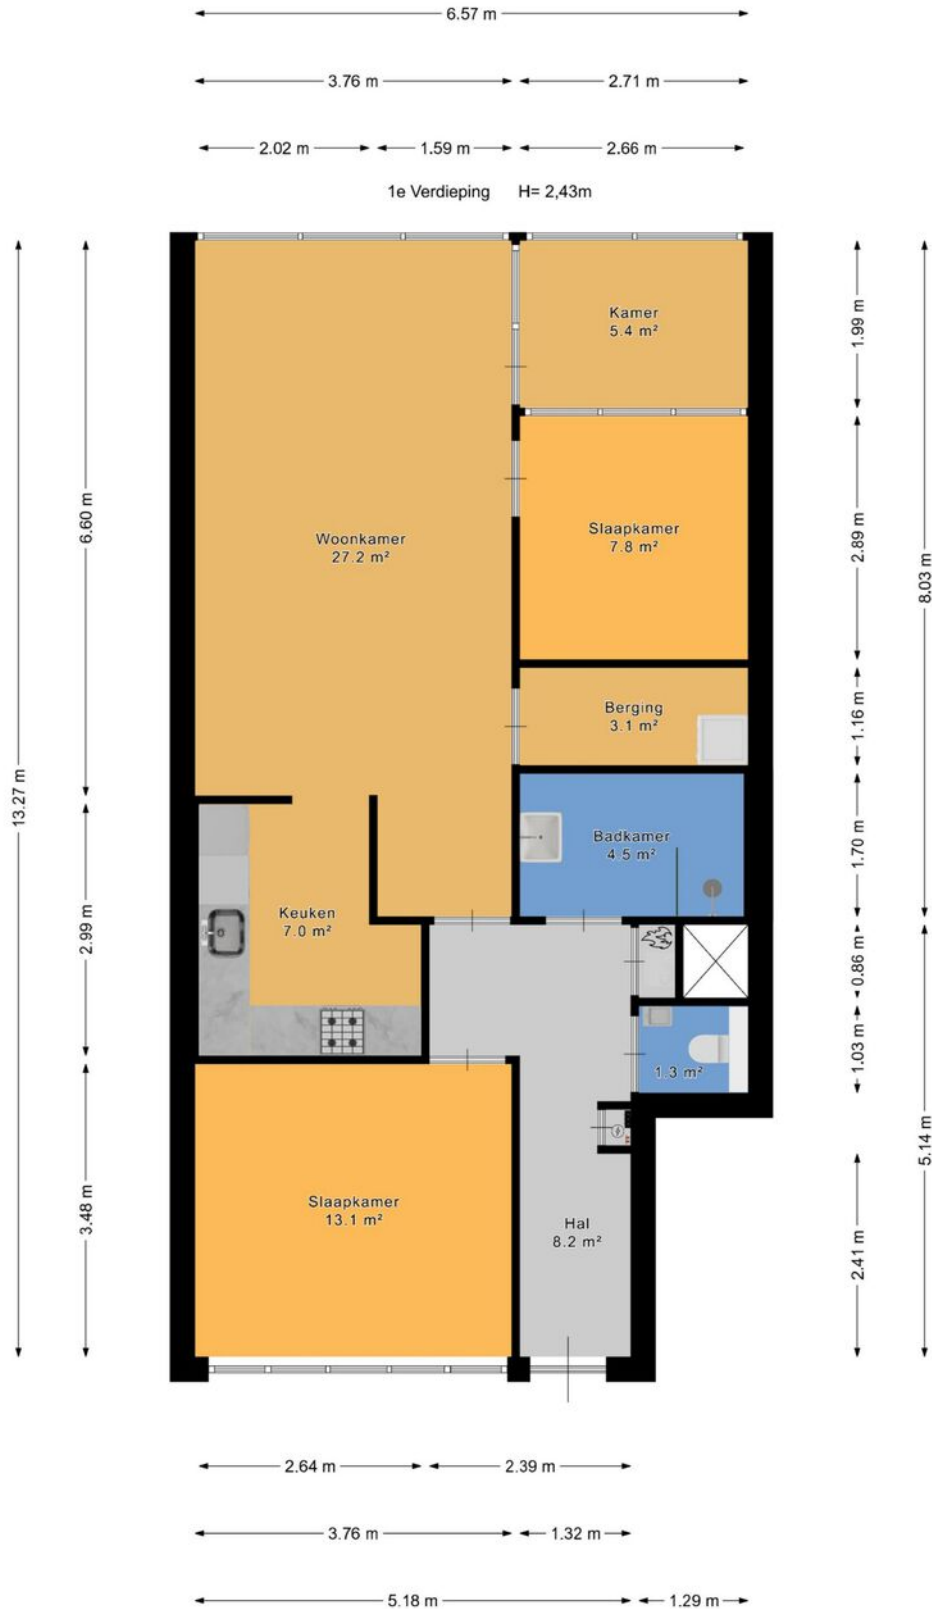 6.57 m
3.76 m
2.71 m
2.02 m
1.59 m
2.66 m
1e Verdieping H= 2,43m
Kamer
5.4 m²
1.99 m
6.60 m
Woonkamer
27.2 m²
Slaapkamer
7.8 m²
2.89 m
8.03 m
Berging
3.1 m²
1.16 m
13.27 m
Badkamer
4.5 m²
1.70 m
Keuken
7.0 m²
2.99 m
0.86 m
1.3 m²
1.03 m
5.14 m
Slaapkamer
13.1 m²
3.48 m
Hal
8.2 m²
2.41 m
2.64 m
2.39 m
3.76 m
1.32 m
5.18 m
1.29 m